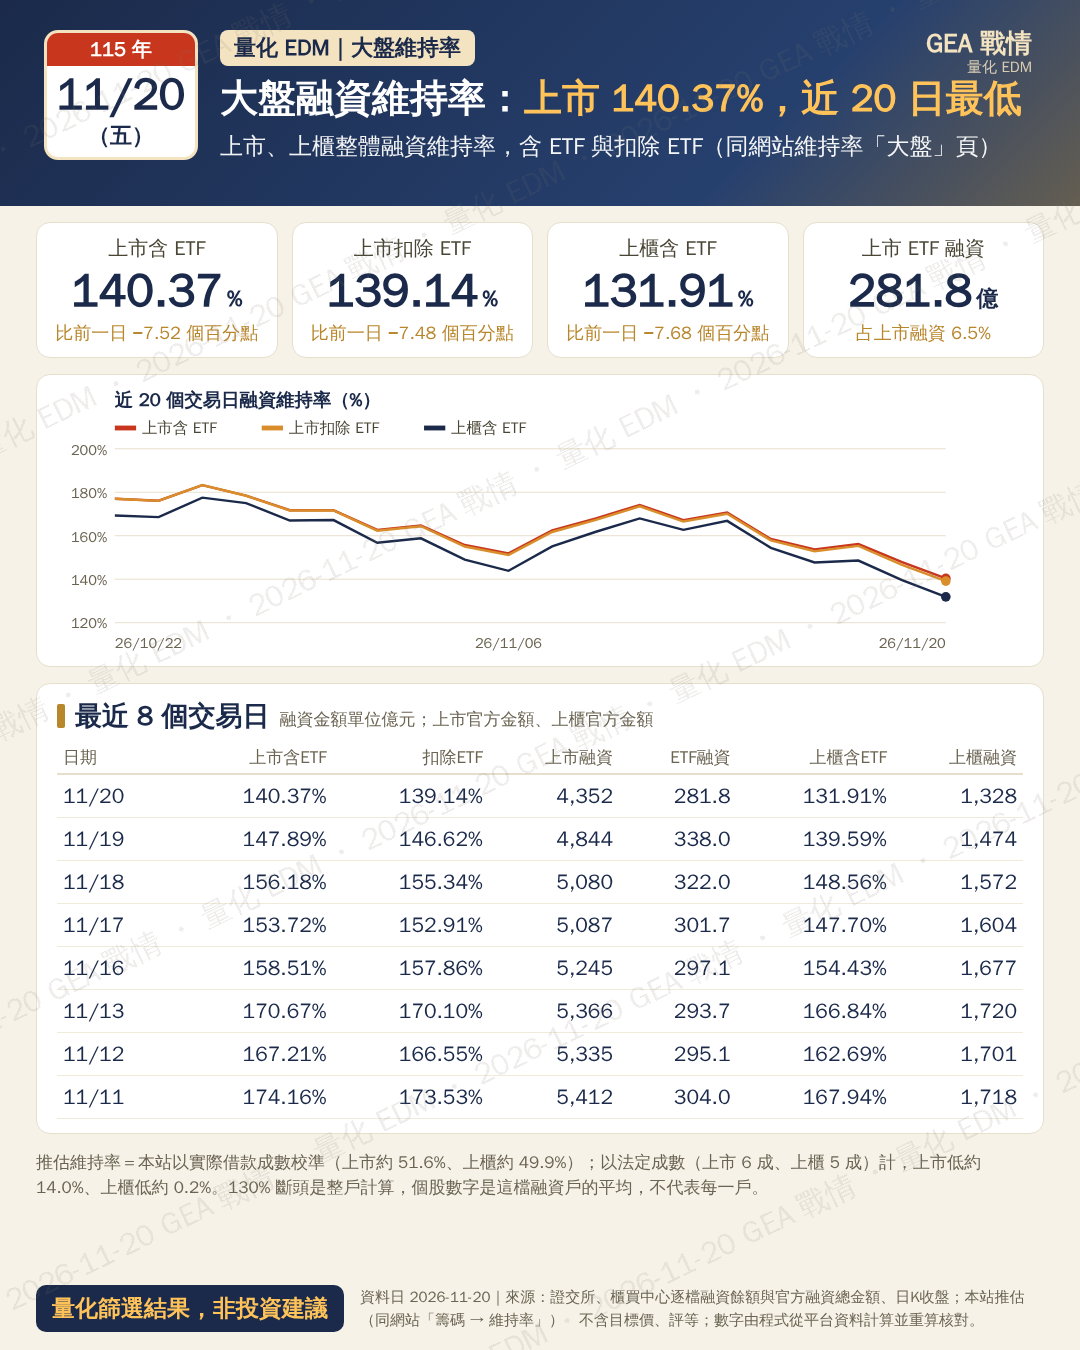 115 年
11/20
（五）
量化 EDM｜大盤維持率
GEA 戰情
量化 EDM
大盤融資維持率：上市 140.37%，近 20 日最低
上市、上櫃整體融資維持率，含 ETF 與扣除 ETF（同網站維持率「大盤」頁）
上市含 ETF
140.37%
比前一日 −7.52 個百分點
上市扣除 ETF
139.14%
比前一日 −7.48 個百分點
上櫃含 ETF
131.91%
比前一日 −7.68 個百分點
上市 ETF 融資
281.8億
占上市融資 6.5%
近 20 個交易日融資維持率（%）
上市含 ETF 上市扣除 ETF 上櫃含 ETF
200%
180%
160%
140%
120%
26/10/22 26/11/06 26/11/20
最近 8 個交易日 融資金額單位億元；上市官方金額、上櫃官方金額
日期 上市含ETF 扣除ETF 上市融資 ETF融資 上櫃含ETF 上櫃融資
11/20 140.37% 139.14% 4,352 281.8 131.91% 1,328
11/19 147.89% 146.62% 4,844 338.0 139.59% 1,474
11/18 156.18% 155.34% 5,080 322.0 148.56% 1,572
11/17 153.72% 152.91% 5,087 301.7 147.70% 1,604
11/16 158.51% 157.86% 5,245 297.1 154.43% 1,677
11/13 170.67% 170.10% 5,366 293.7 166.84% 1,720
11/12 167.21% 166.55% 5,335 295.1 162.69% 1,701
11/11 174.16% 173.53% 5,412 304.0 167.94% 1,718
推估維持率＝本站以實際借款成數校準（上市約 51.6%、上櫃約 49.9%）；以法定成數（上市 6 成、上櫃 5 成）計，上市低約
14.0%、上櫃低約 0.2%。130% 斷頭是整戶計算，個股數字是這檔融資戶的平均，不代表每一戶。
量化篩選結果，非投資建議
資料日 2026-11-20｜來源：證交所、櫃買中心逐檔融資餘額與官方融資總金額、日K收盤；本站推估
（同網站「籌碼 → 維持率」） 不含目標價、評等；數字由程式從平台資料計算並重算核對。
2026-11-20 GEA 戰情 · 量化 EDM